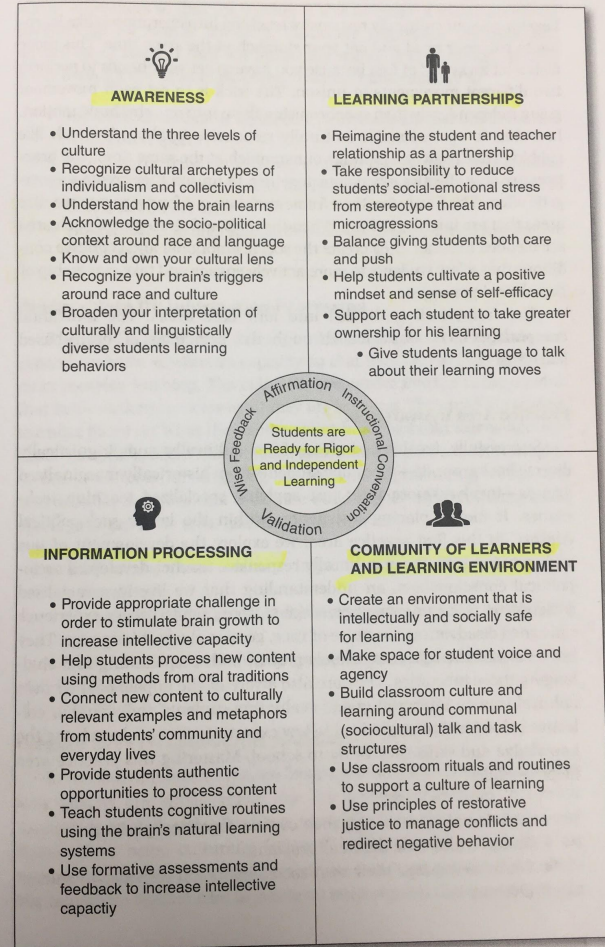 AWARENESS
• Understand the three levels of
culture
• Recognize cultural archetypes of
individualism and collectivism
• Understand how the brain learns
• Acknowledge the socio-political
context around race and language
• Know and own your cultural lens
• Recognize your brain's triggers
around race and culture
• Broaden your interpretation of
culturally and linguistically
diverse students learning
behaviors
LEARNING PARTNERSHIPS
• Reimagine the student and teacher
relationship as a partnership
• Take responsibility to reduce
students' social-emotional stress
from stereotype threat and
microagressions
• Balance giving students both care
and push
• Help students cultivate a positive
mindset and sense of self-efficacy
• Support each student to take greater
ownership for his learning
• Give students language to talk
about their learning moves
Affirmation
Instructional Conversation
Validation
Wise Feedback
Students are
Ready for Rigor
and Independent
Learning
INFORMATION PROCESSING
• Provide appropriate challenge in
order to stimulate brain growth to
increase intellective capacity
• Help students process new content
using methods from oral traditions
• Connect new content to culturally
relevant examples and metaphors
from students' community and
everyday lives
• Provide students authentic
opportunities to process content
• Teach students cognitive routines
using the brain's natural learning
systems
• Use formative assessments and
feedback to increase intellective
capactiy
COMMUNITY OF LEARNERS
AND LEARNING ENVIRONMENT
• Create an environment that is
intellectually and socially safe
for learning
• Make space for student voice and
agency
• Build classroom culture and
learning around communal
(sociocultural) talk and task
structures
• Use classroom rituals and routines
to support a culture of learning
• Use principles of restorative
justice to manage conflicts and
redirect negative behavior